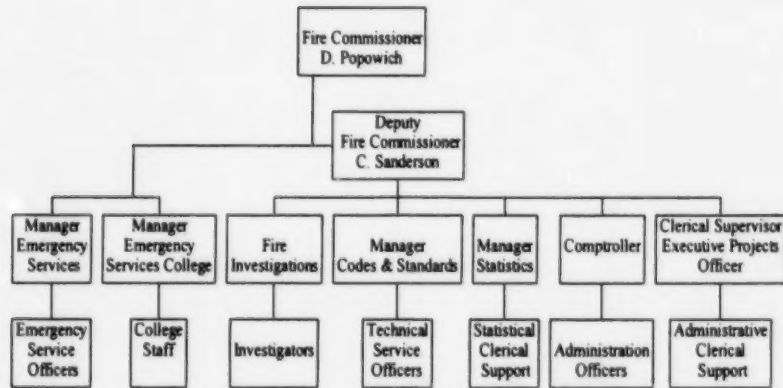 Fire Commissioner
D. Popowich
Deputy
Fire Commissioner
C. Sanderson
Manager
Emergency
Services
Manager
Emergency
Services College
Fire
Investigations
Manager
Codes & Standards
Manager
Statistics
Comptroller
Clerical Supervisor
Executive Projects
Officer
Emergency
Service
Officers
College
Staff
Investigators
Technical
Service
Officers
Statistical
Clerical
Support
Administration
Officers
Administrative
Clerical
Support